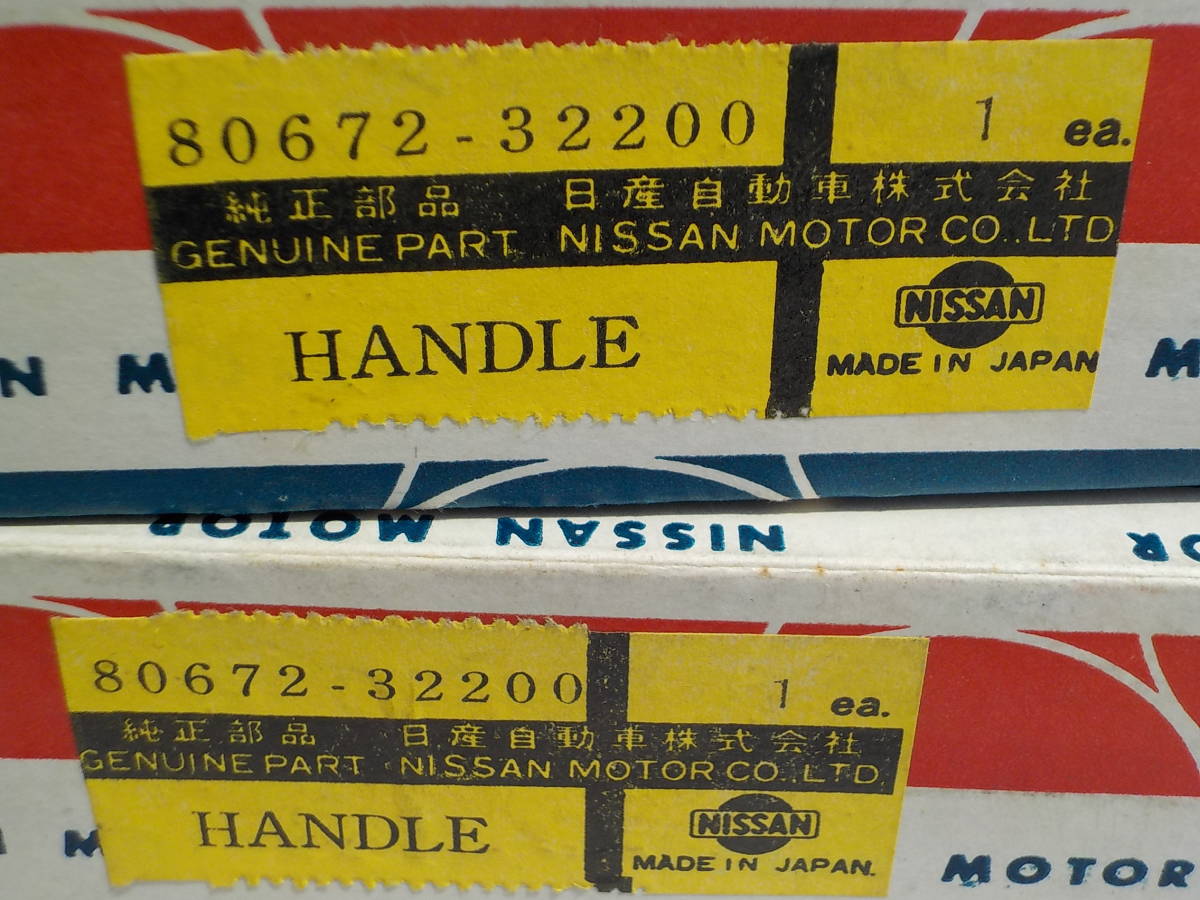 80672-32200 1 ea.
純正部品 日産自動車株式会社
GENUINE PART NISSAN MOTOR CO.,LTD
HANDLE
NISSAN
MADE IN JAPAN
N M
M
NISSAN MOTOR
OR
80672-32200 1 ea.
純正部品 日産自動車株式会社
GENUINE PART NISSAN MOTOR CO.,LTD
HANDLE
NISSAN
MADE IN JAPAN.
M
MOTOR